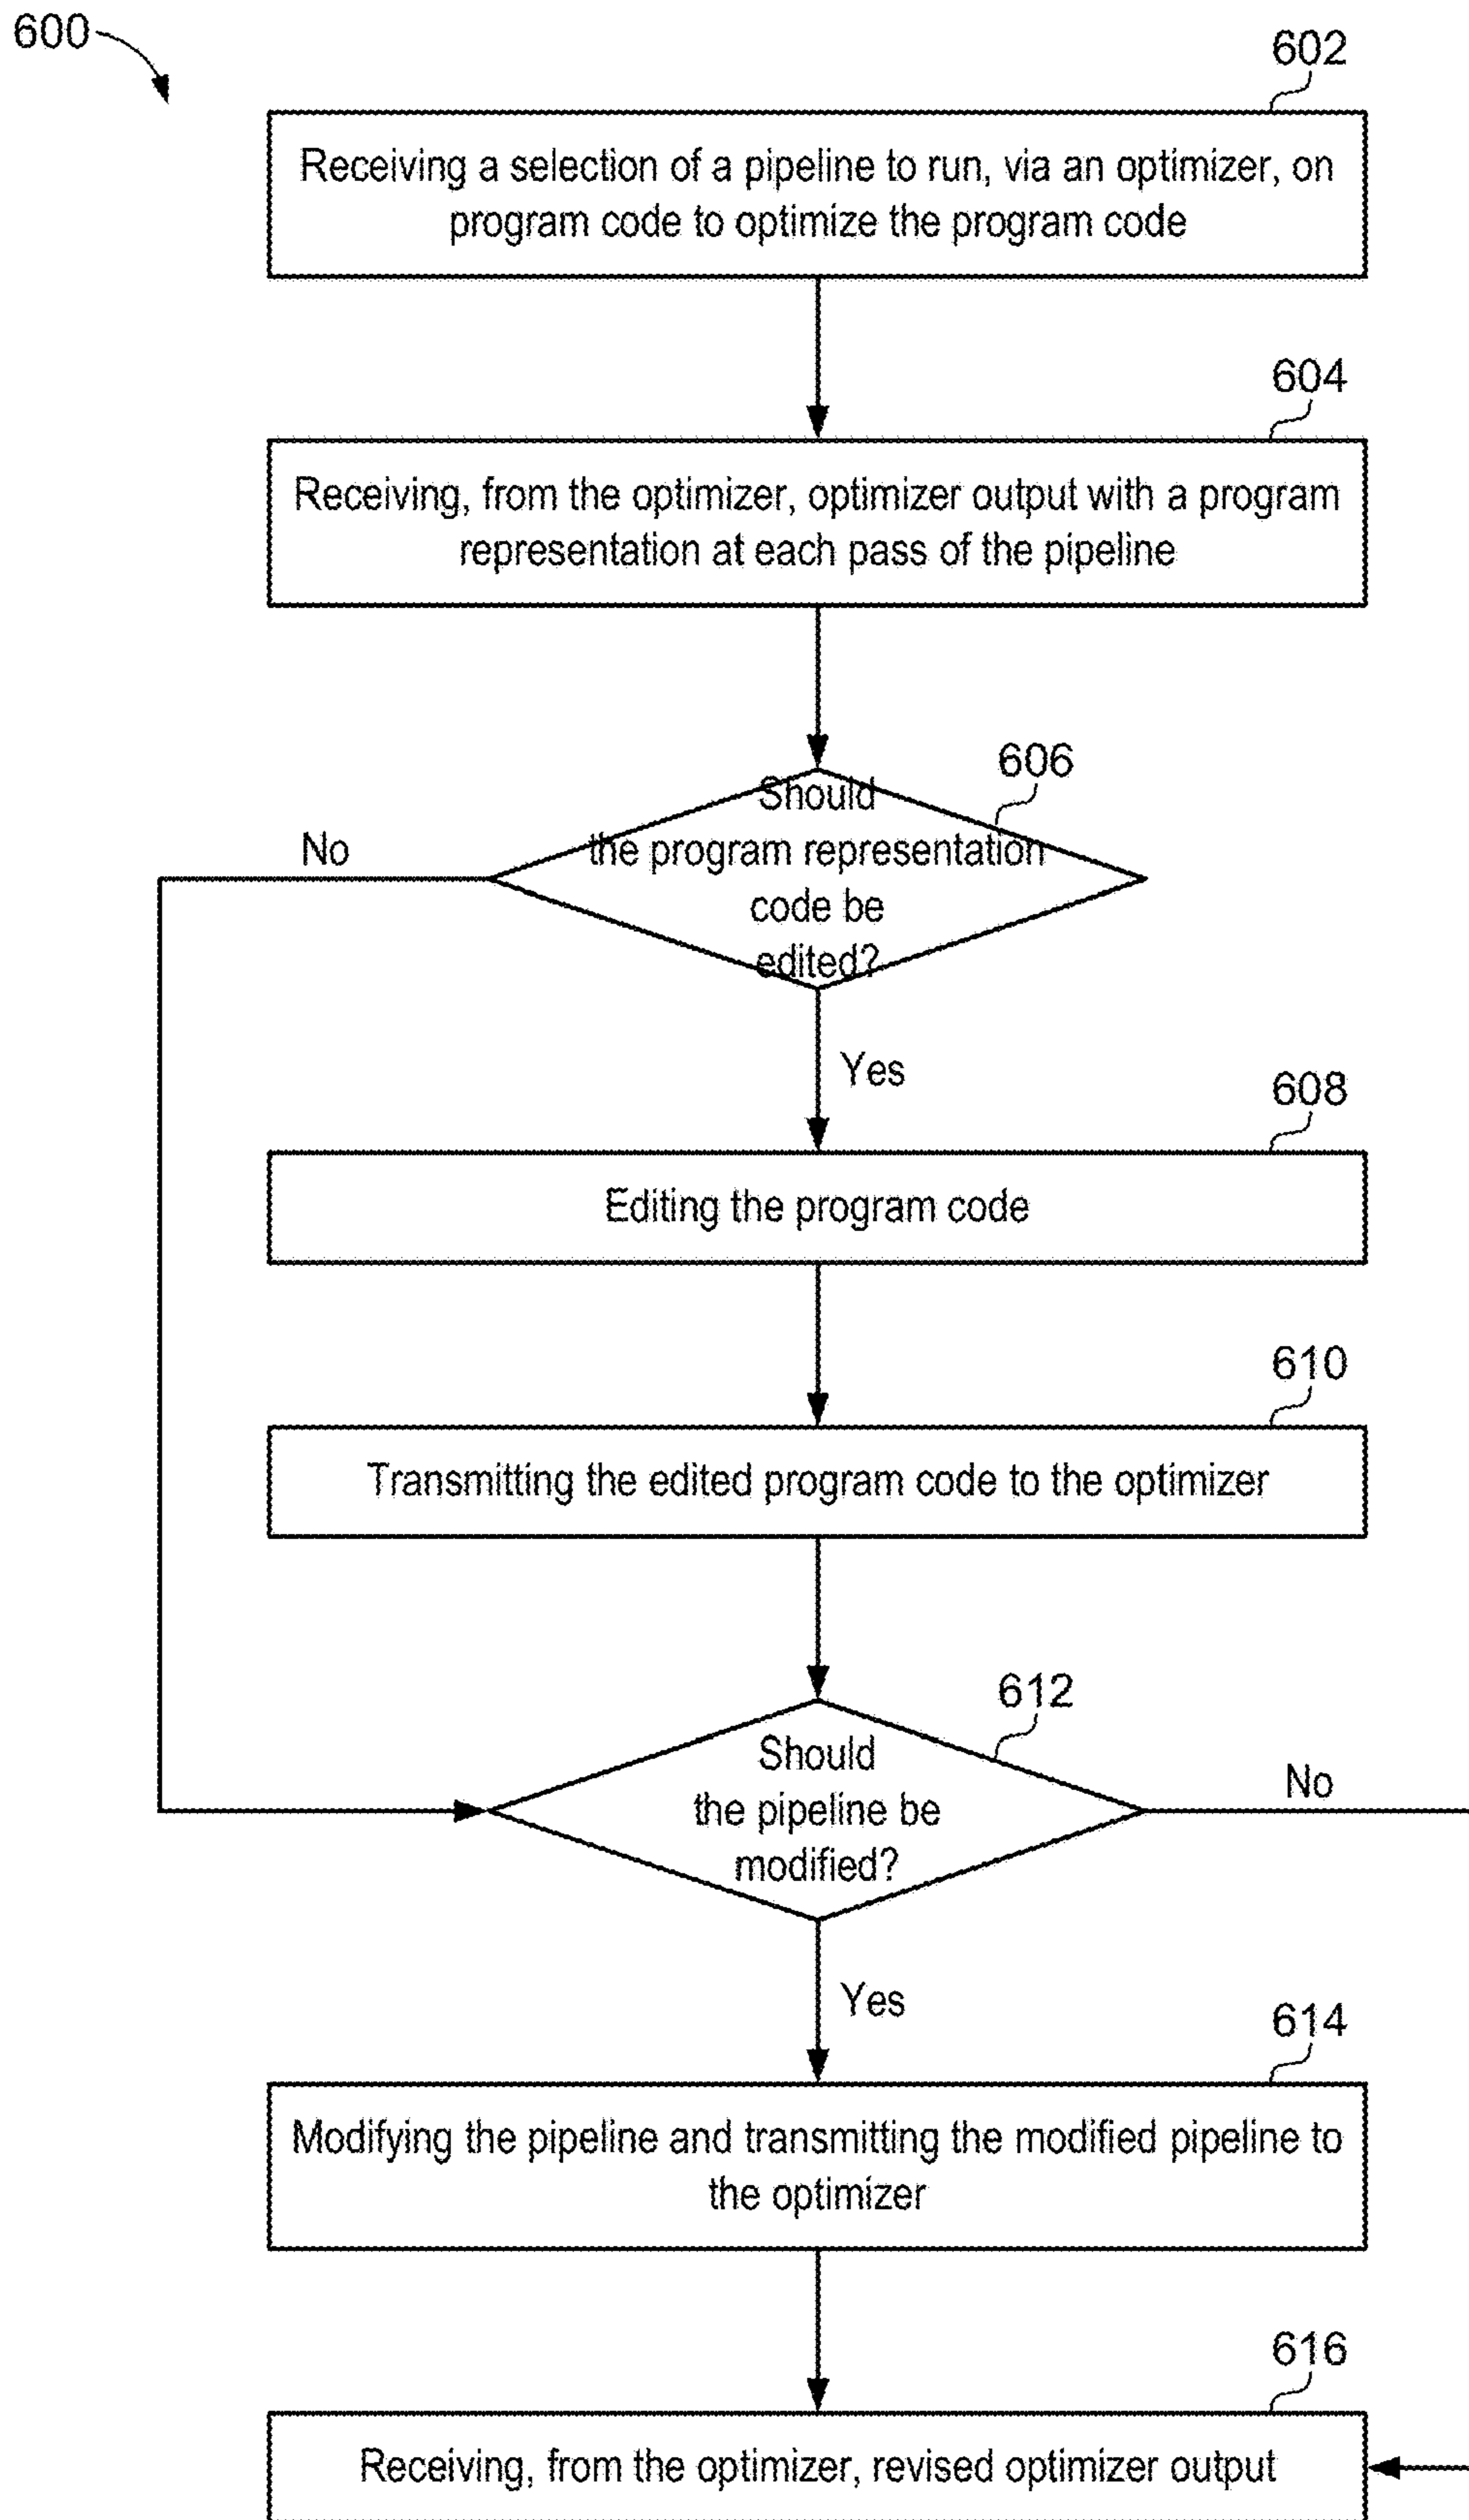 600
602
Receiving a selection of a pipeline to run, via an optimizer, on
program code to optimize the program code
604
Receiving, from the optimizer, optimizer output with a program
representation at each pass of the pipeline
606
Should
the program representation
code be
edited?
No
Yes
608
Editing the program code
610
Transmitting the edited program code to the optimizer
612
Should
the pipeline be
modified?
No
Yes
614
Modifying the pipeline and transmitting the modified pipeline to
the optimizer
616
Receiving, from the optimizer, revised optimizer output